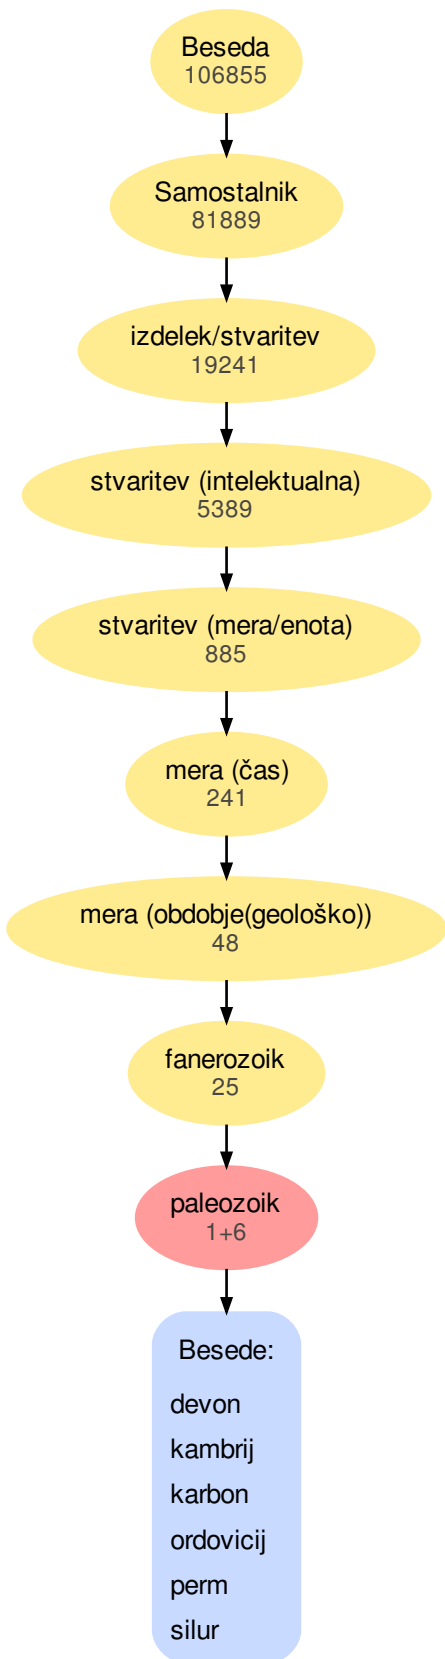 Beseda
106855
Samostalnik
81889
izdelek/stvaritev
19241
stvaritev (intelektualna)
5389
stvaritev (mera/enota)
885
mera (čas)
241
mera (obdobje(geološko))
48
fanerozoik
25
paleozoik
1+6
Besede:
devon
kambrij
karbon
ordovicij
perm
silur